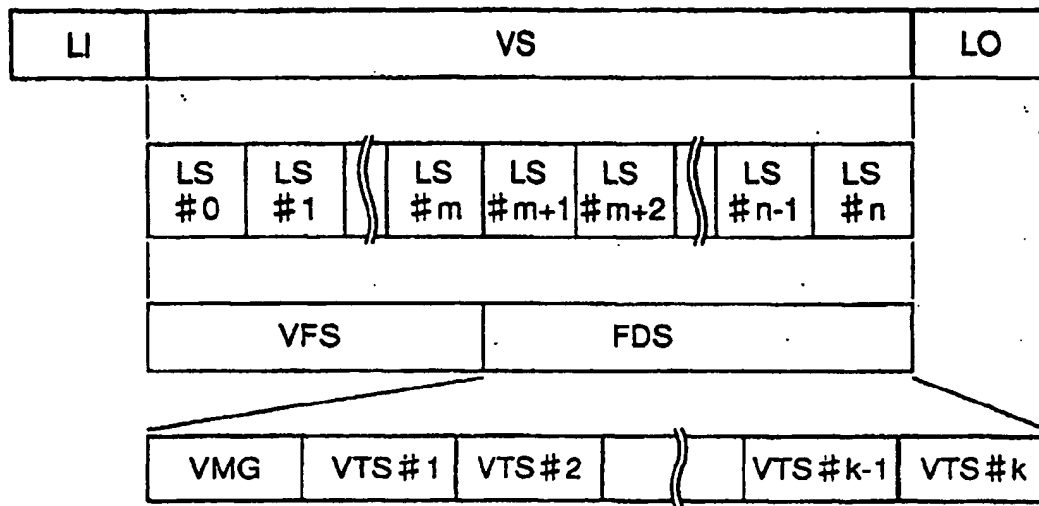 LI VS LO
LS #0 LS #1 LS #m LS #m+1 LS #m+2 LS #n-1 LS #n
VFS FDS
VMG VTS#1 VTS#2 VTS#k-1 VTS#k